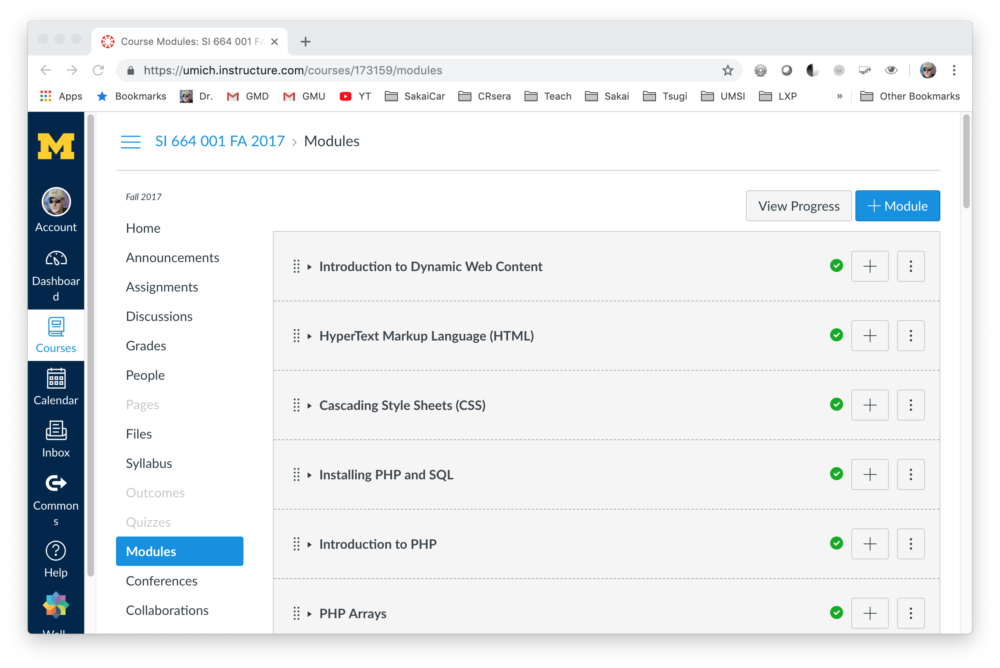 Course Modules: SI 664 001 FA
https://umich.instructure.com/courses/173159/modules
Apps Bookmarks Dr. GMD GMU YT SakaiCar CRsera Teach Sakai Tsugi UMSI LXP » Other Bookmarks
M
Account
Dashboar
d
Courses
Calendar
Inbox
Common
s
Help
SI 664 001 FA 2017 > Modules
Fall 2017
Home
Announcements
Assignments
Discussions
Grades
People
Pages
Files
Syllabus
Outcomes
Quizzes
Modules
Conferences
Collaborations
View Progress + Module
Introduction to Dynamic Web Content
HyperText Markup Language (HTML)
Cascading Style Sheets (CSS)
Installing PHP and SQL
Introduction to PHP
PHP Arrays